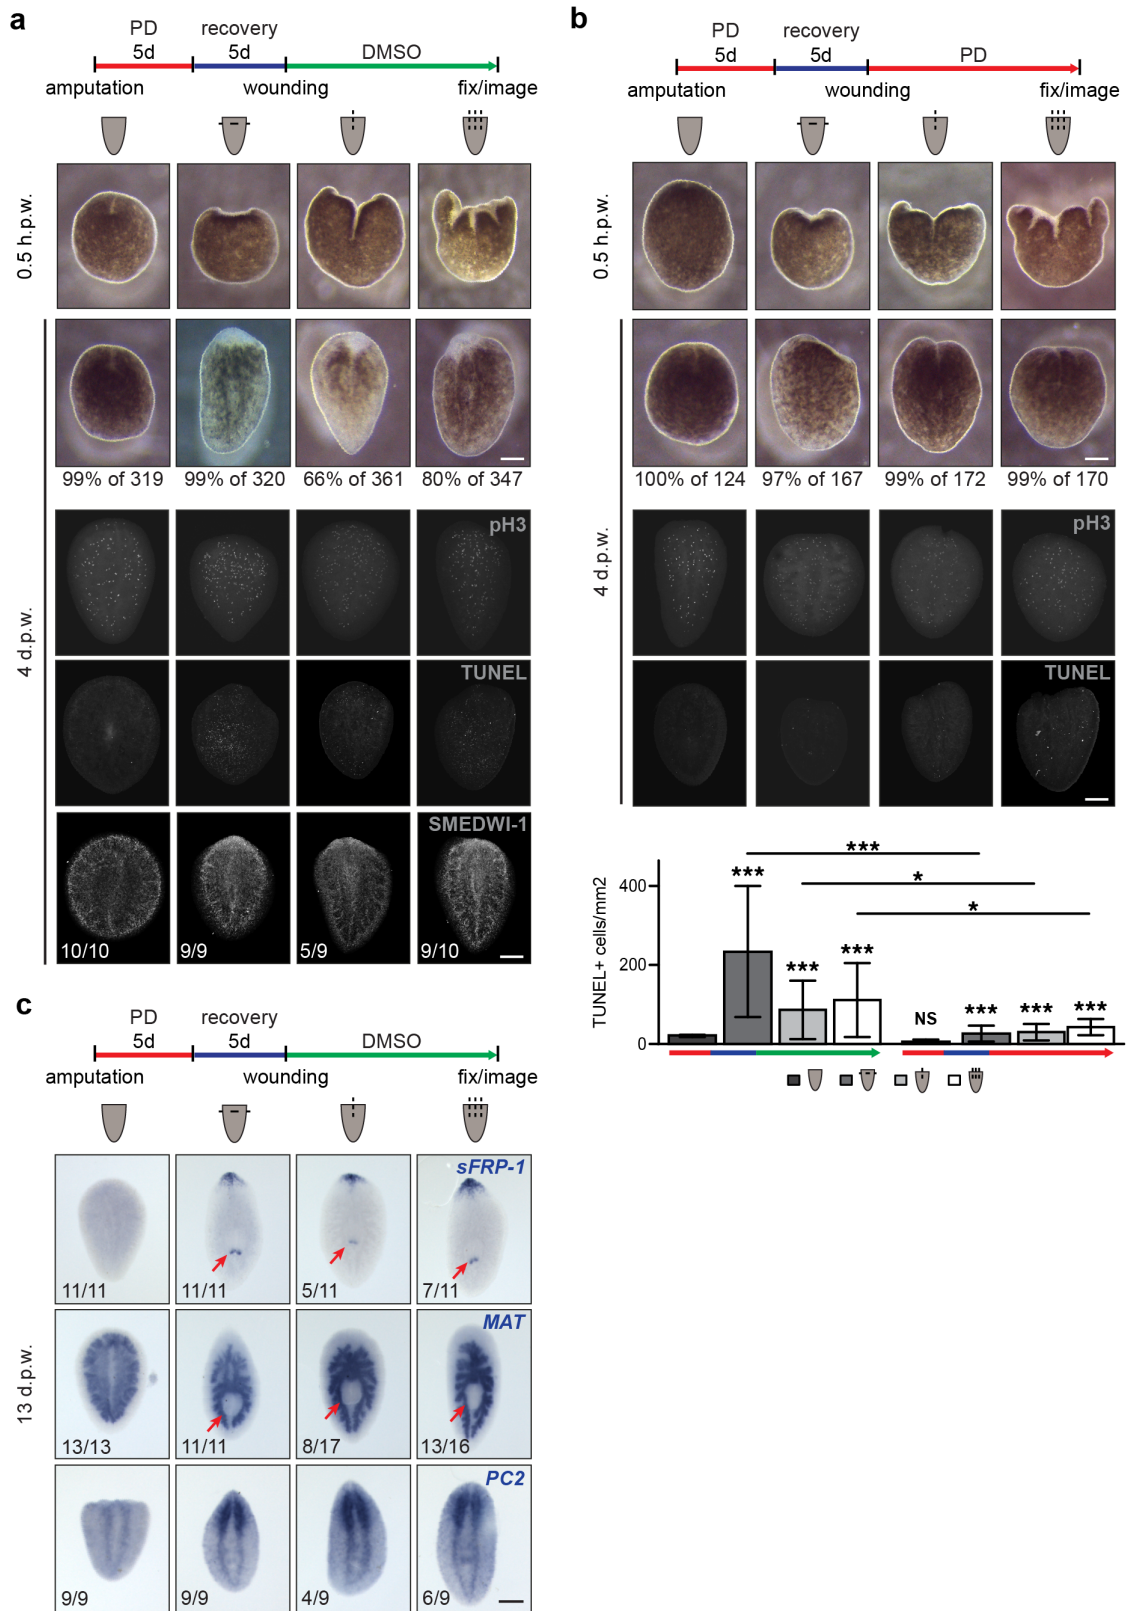 a
PD
recovery
5d
5d
DMSO
amputation
wounding
fix/image
0.5 h.p.w.
99% of 319
99% of 320
66% of 361
80% of 347
4 d.p.w.
pH3
TUNEL
SMEDWI-1
10/10
9/9
5/9
9/10
b
PD
recovery
5d
5d
PD
amputation
wounding
fix/image
0.5 h.p.w.
100% of 124
97% of 167
99% of 172
99% of 170
4 d.p.w.
pH3
TUNEL
TUNEL+ cells/mm2
400
200
0
***
*
*
***
***
***
NS
***
***
***
c
PD
recovery
5d
5d
DMSO
amputation
wounding
fix/image
13 d.p.w.
sFRP-1
11/11
11/11
5/11
7/11
MAT
13/13
11/11
8/17
13/16
PC2
9/9
9/9
4/9
6/9